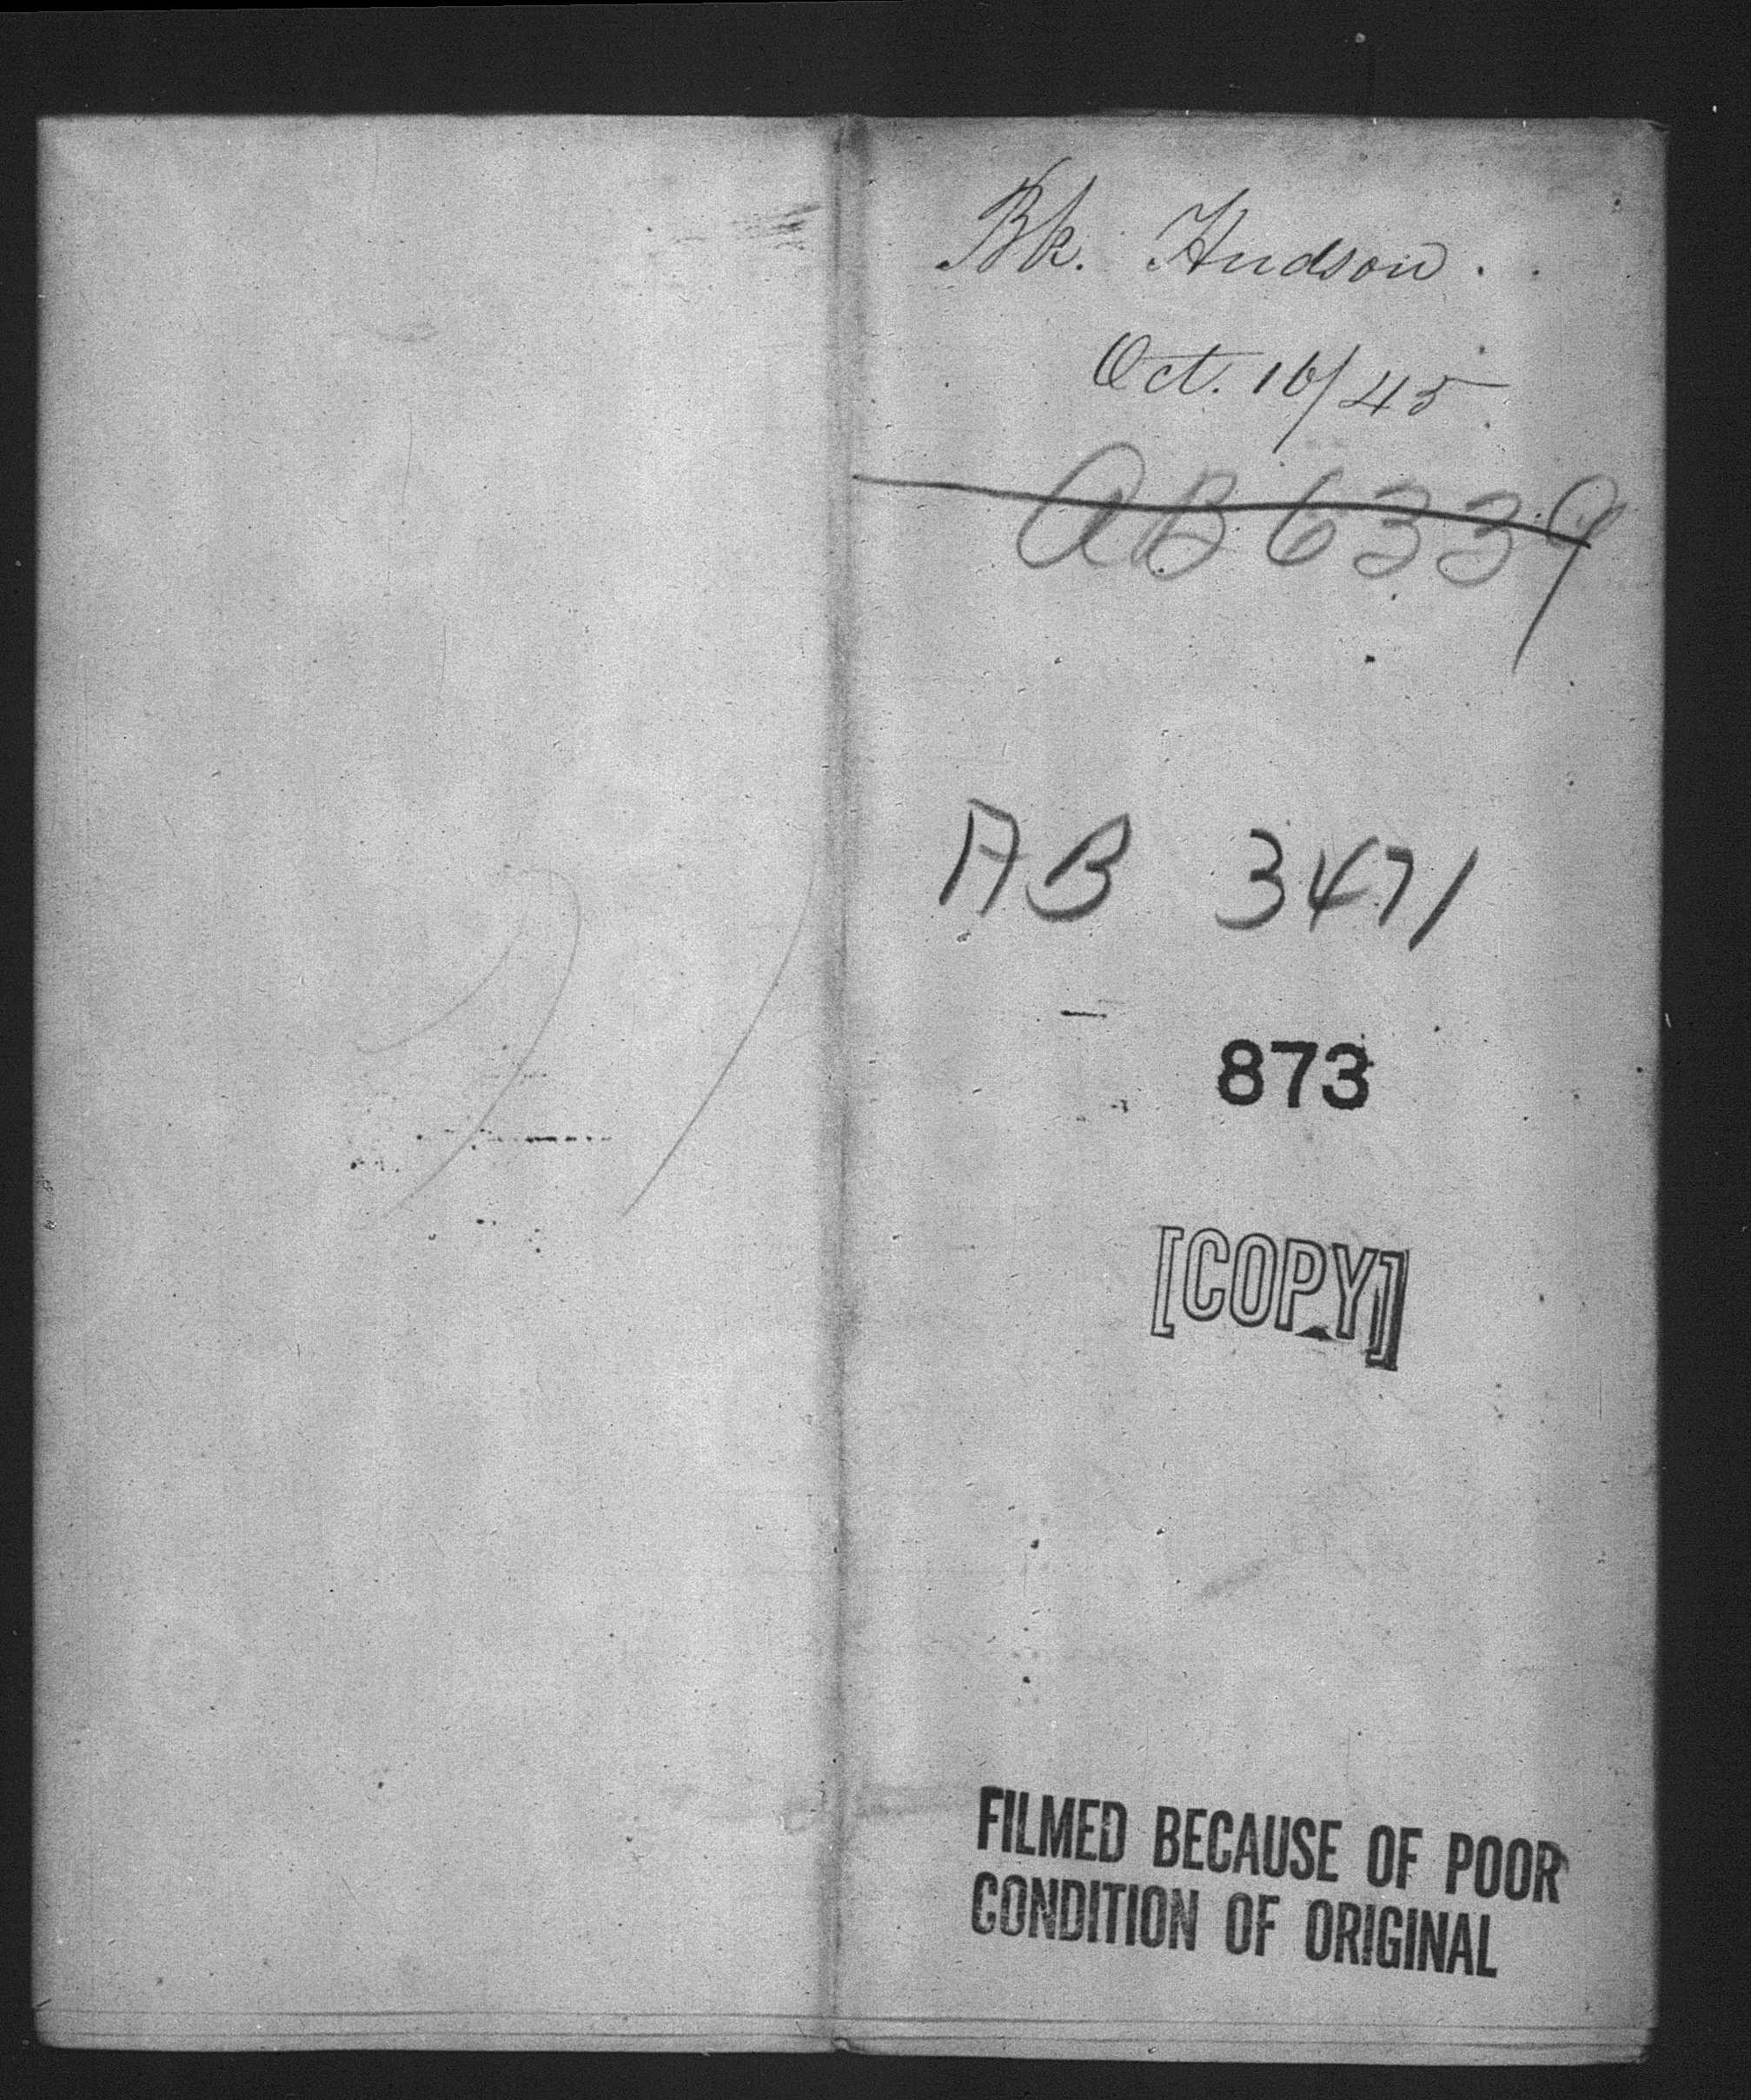 Bk. Hudson.
Oct. 16/45
AB 6339
AB 3471
873
[COPY]
FILMED BECAUSE OF POOR
CONDITION OF ORIGINAL